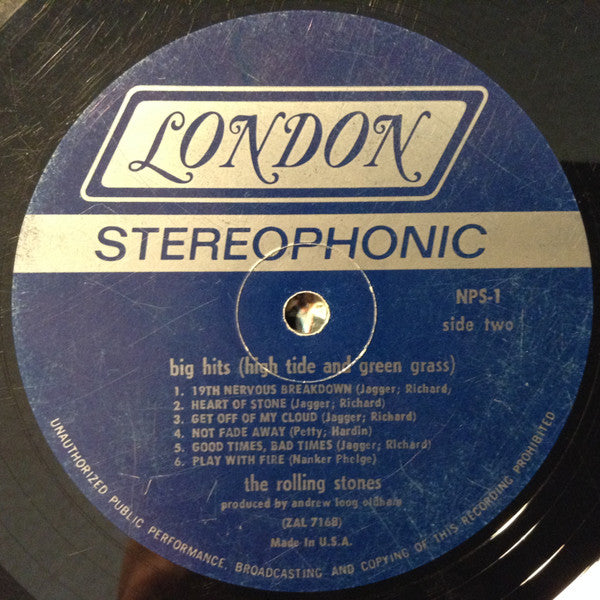 LONDON
STEREOPHONIC
NPS-1
side two
big hits (high tide and green grass)
1. 19TH NERVOUS BREAKDOWN (Jagger; Richard)
2. HEART OF STONE (Jagger; Richard)
3. GET OFF OF MY CLOUD (Jagger; Richard)
4. NOT FADE AWAY (Petty; Hardin)
5. GOOD TIMES, BAD TIMES (Jagger; Richard)
6. PLAY WITH FIRE (Nanker Phelge)
the rolling stones
produced by andrew loog oldham
(ZAL 7168)
Made In U.S.A.
UNAUTHORIZED PUBLIC PERFORMANCE, BROADCASTING AND COPYING OF THIS RECORDING PROHIBITED